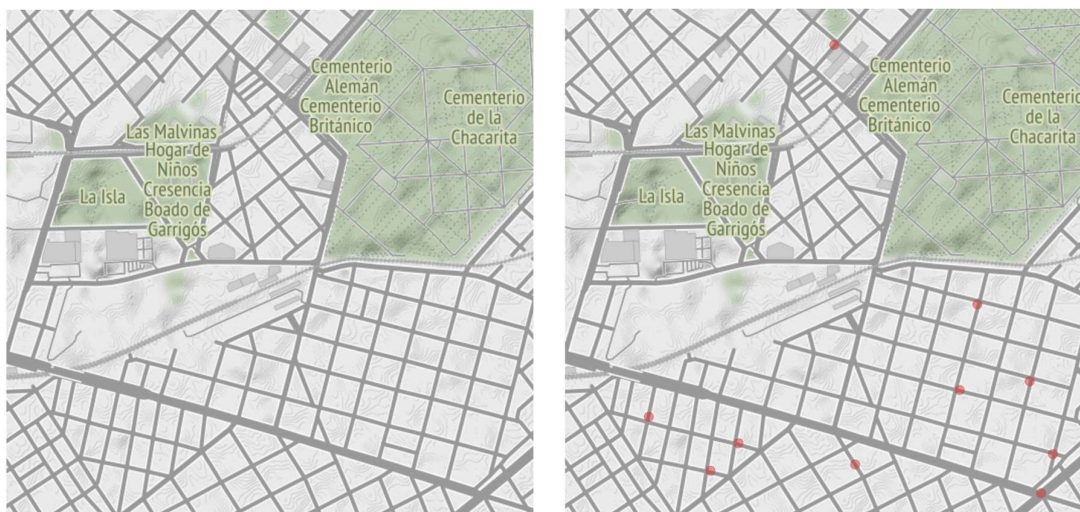 Cementerio
Alemán
Cementerio
Británico
Cementerio
de la
Chacarita
Las Malvinas
Hogar de
Niños
Cresencia
Boado de
Garrigós
La Isla
Cementerio
Alemán
Cementerio
Británico
Cementerio
de la
Chacarita
Las Malvinas
Hogar de
Niños
Cresencia
Boado de
Garrigós
La Isla